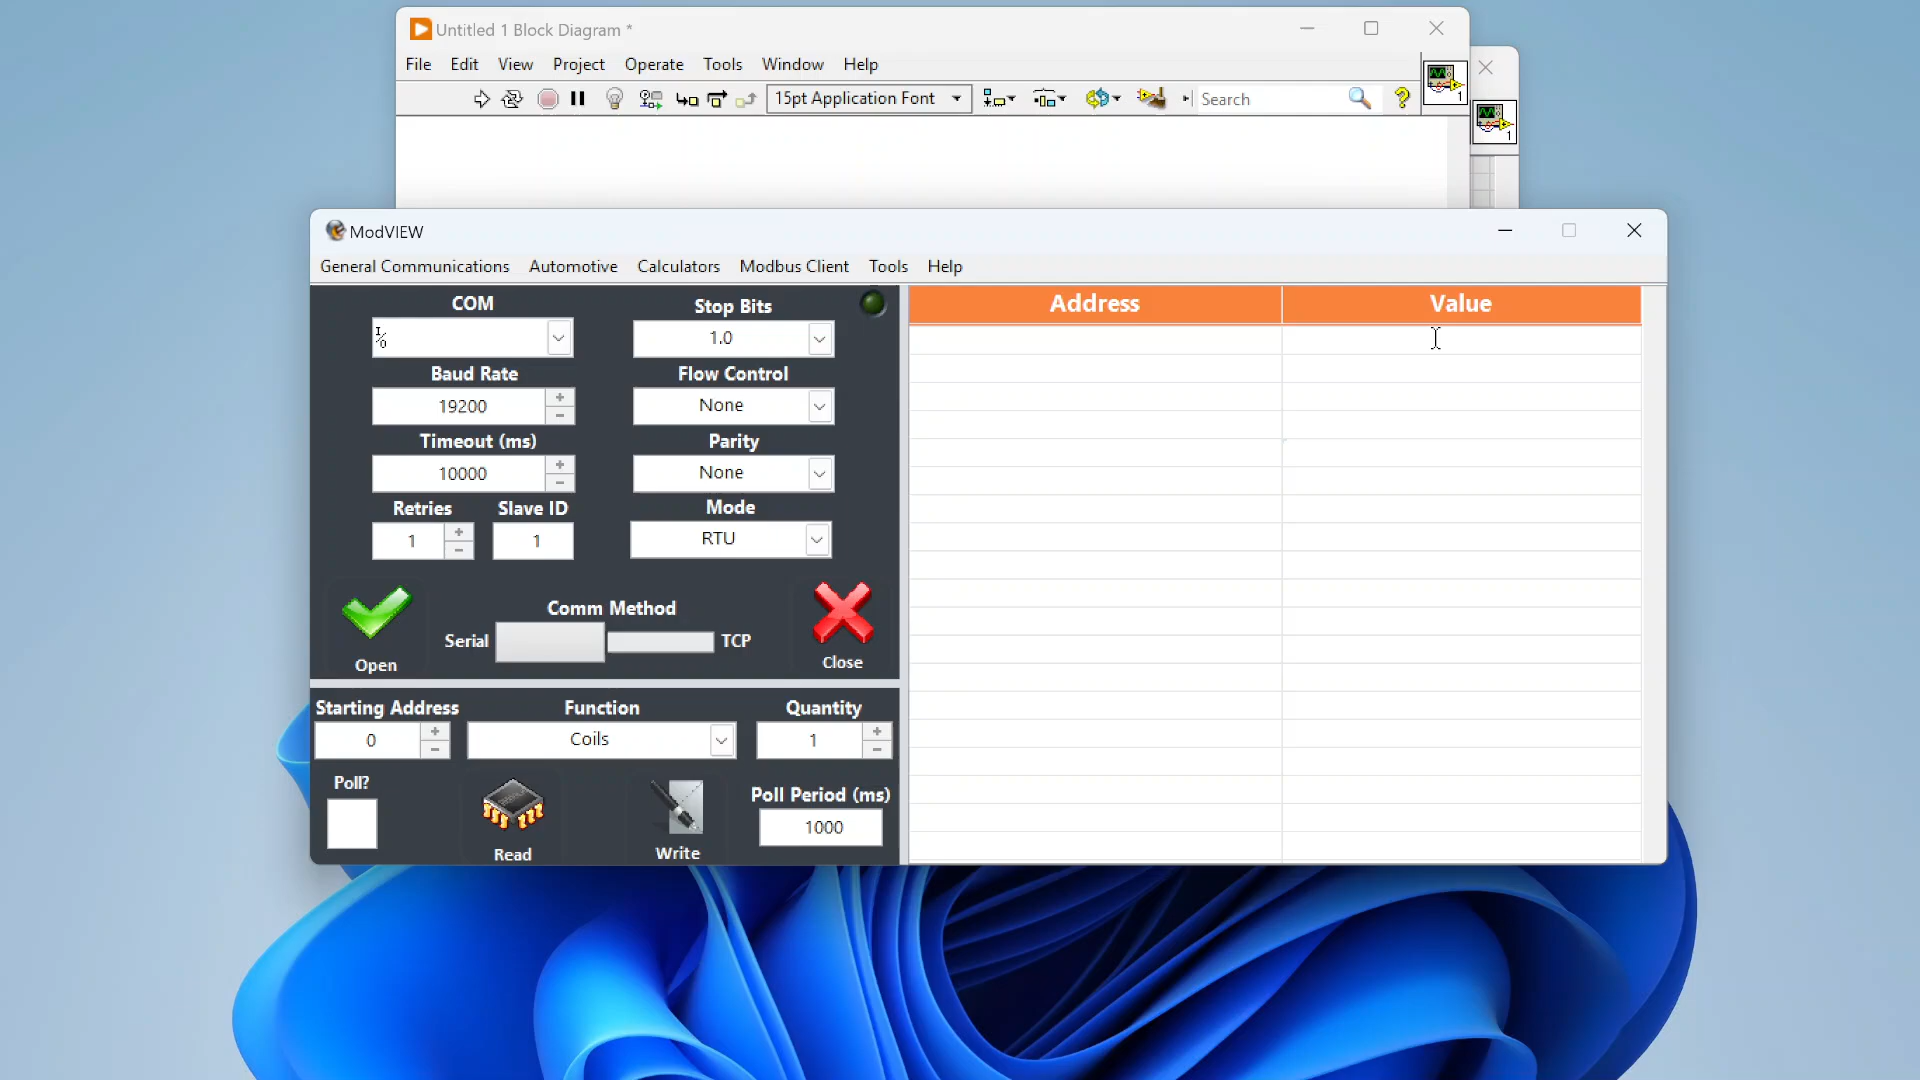 Untitled 1 Block Diagram *
File Edit View Project Operate Tools Window Help
15pt Application Font Search
1
1
ModVIEW
General Communications Automotive Calculators Modbus Client Tools Help
COM Stop Bits Address Value
I/O 1.0
Baud Rate Flow Control
19200 None
Timeout (ms) Parity
10000 None
Retries Slave ID Mode
1 1 RTU
Comm Method
Serial TCP
Open Close
Starting Address Function Quantity
0 Coils 1
Poll? Poll Period (ms)
1000
Read Write